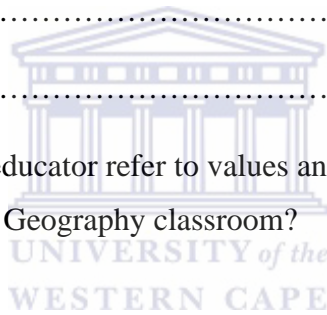 ................................
................................
educator refer to values an
Geography classroom?
UNIVERSITY of the
WESTERN CAPE